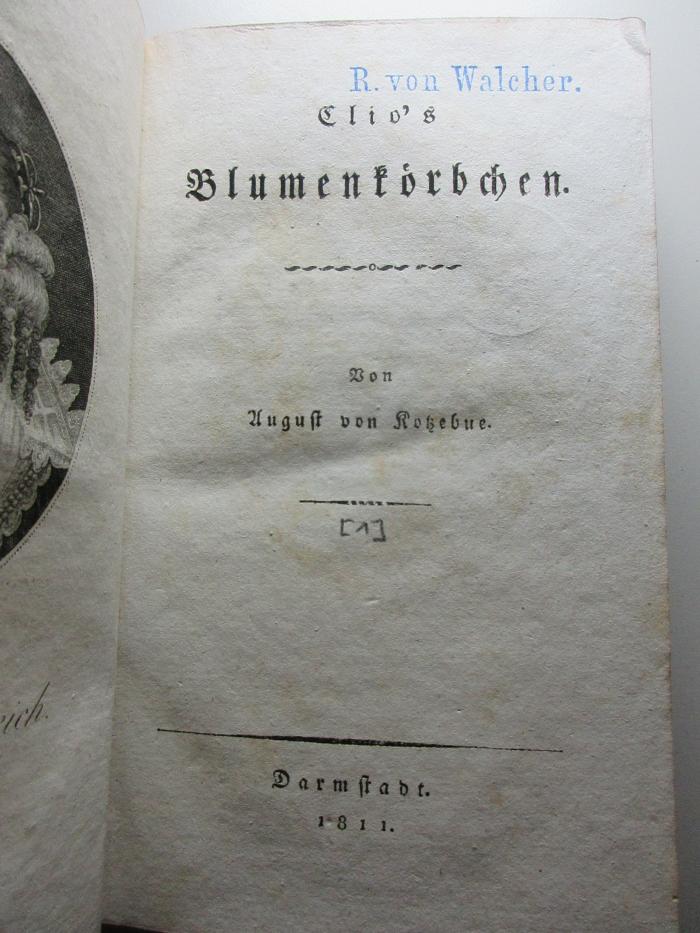 R. von Walcher.
Clio's
Blumenkörbchen.
Von
August von Kotzebue.
[1]
Darmstadt.
1811.